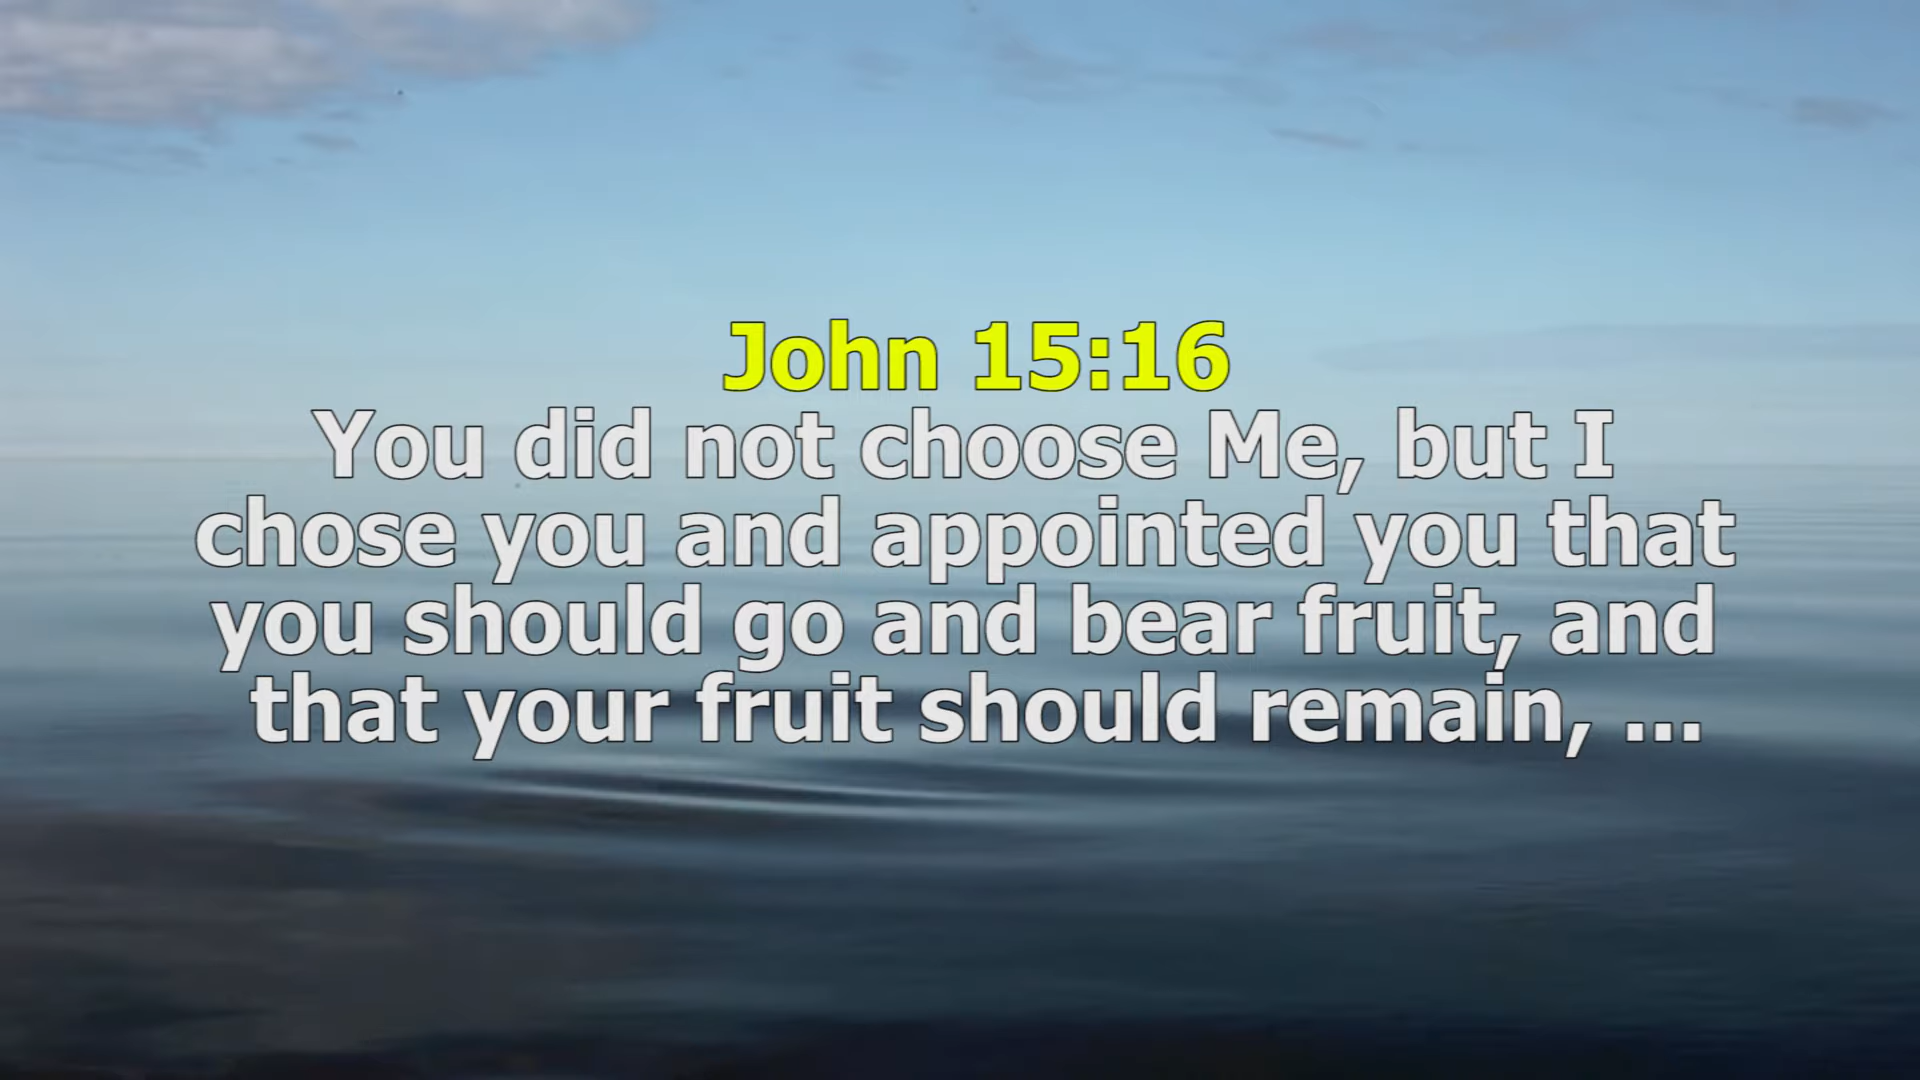 John 15:16
You did not choose Me, but I
chose you and appointed you that
you should go and bear fruit, and
that your fruit should remain, ...